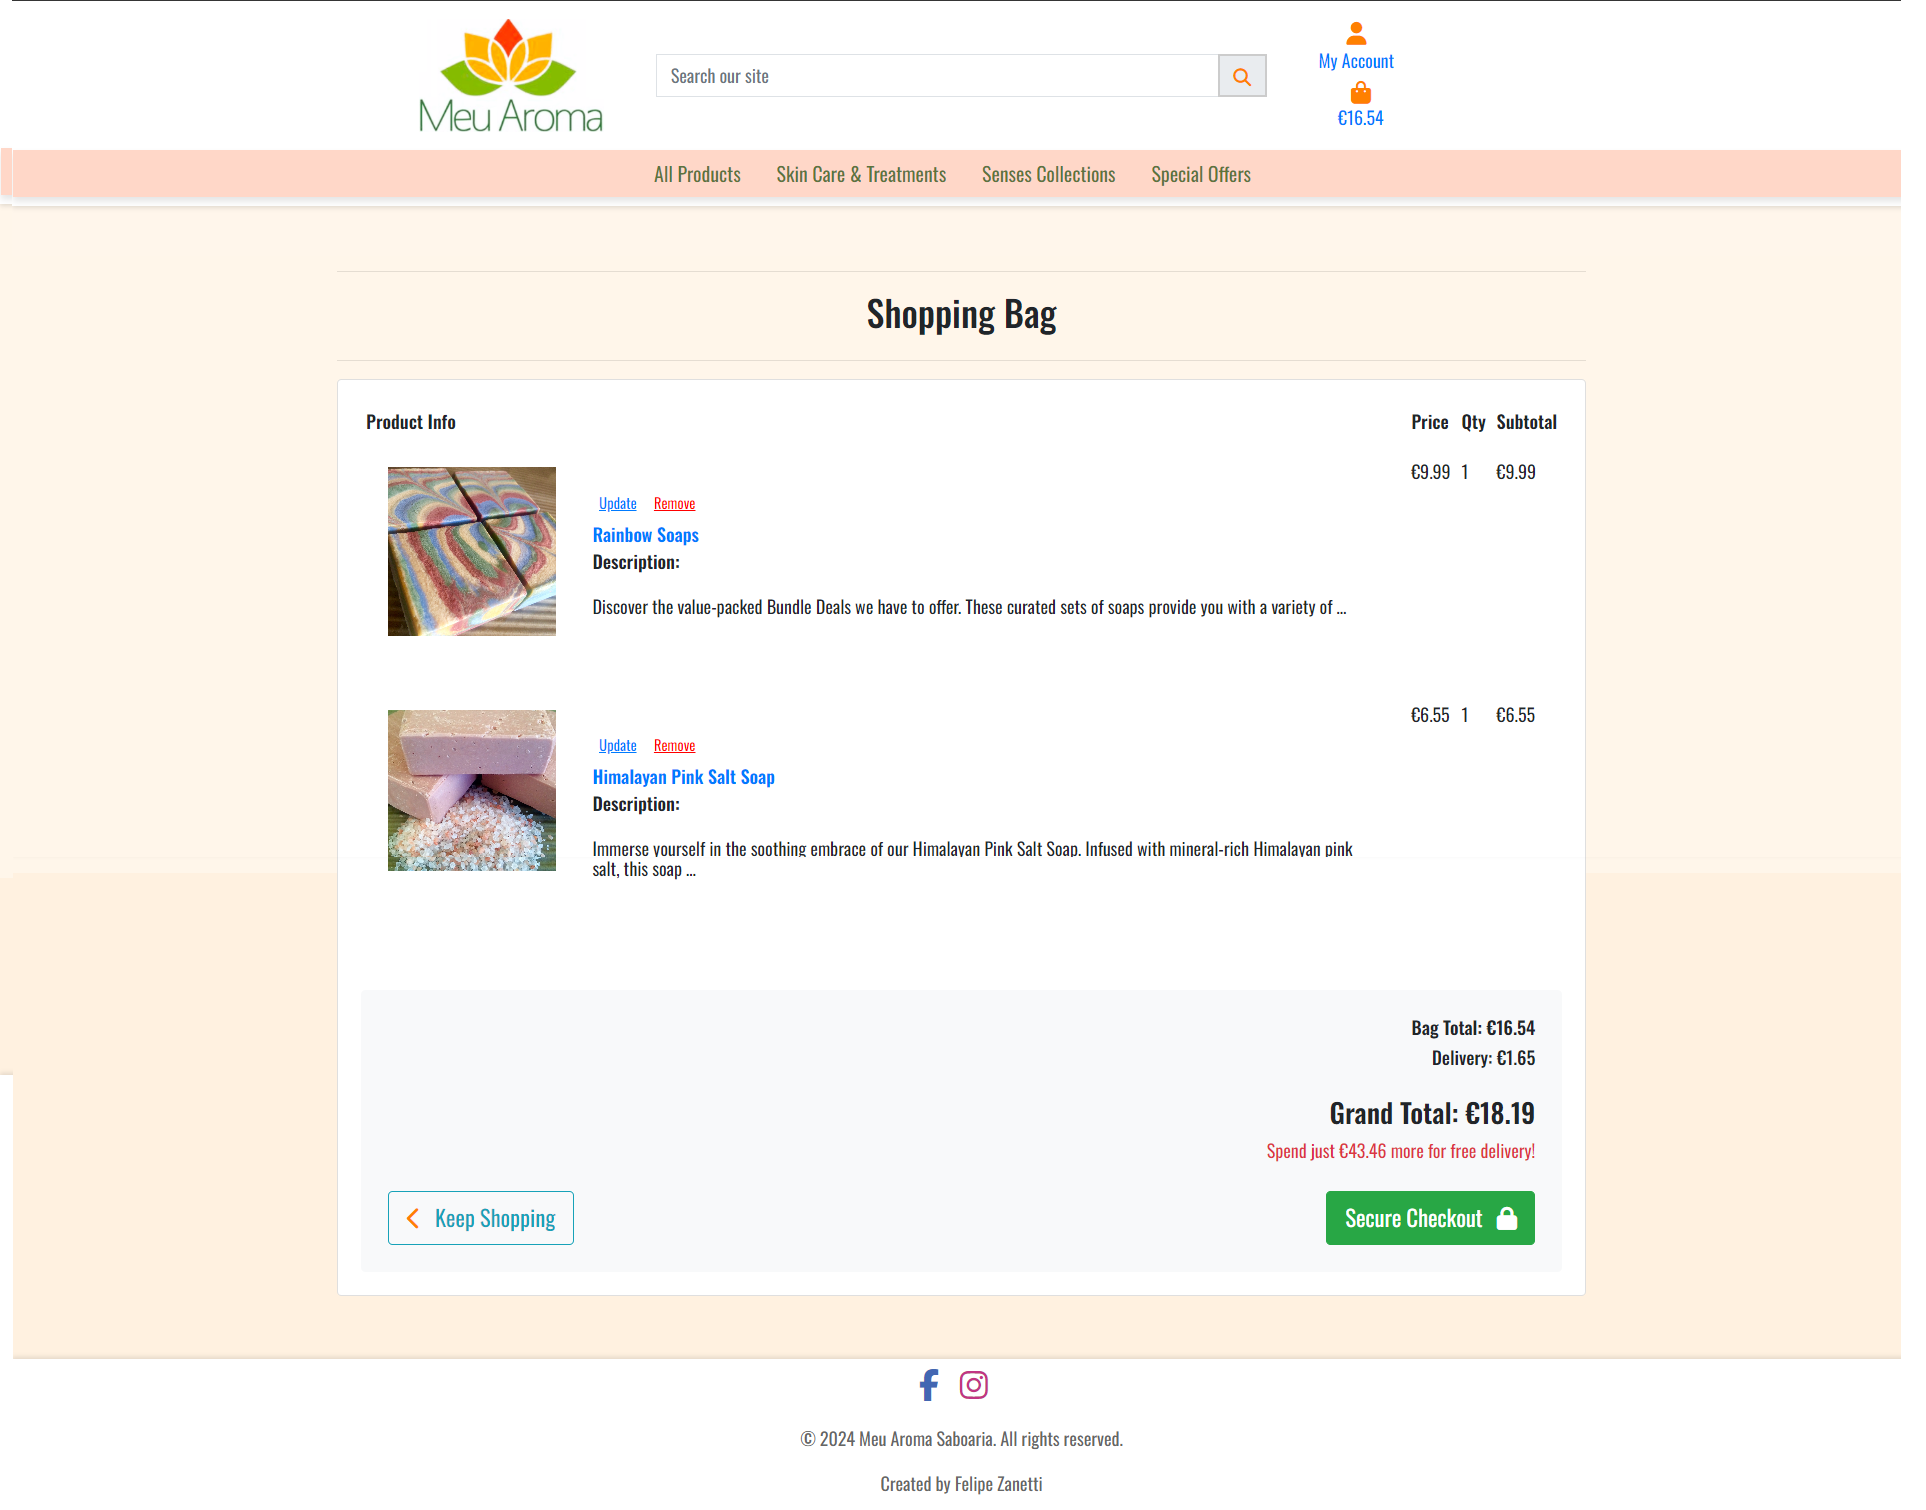 Meu Aroma
Search our site
My Account
€16.54
All Products Skin Care & Treatments Senses Collections Special Offers
Shopping Bag
Product Info Price Qty Subtotal
€9.99 1 €9.99
Update Remove
Rainbow Soaps
Description:
Discover the value-packed Bundle Deals we have to offer. These curated sets of soaps provide you with a variety of ...
€6.55 1 €6.55
Update Remove
Himalayan Pink Salt Soap
Description:
Immerse yourself in the soothing embrace of our Himalayan Pink Salt Soap. Infused with mineral-rich Himalayan pink
salt, this soap ...
Bag Total: €16.54
Delivery: €1.65
Grand Total: €18.19
Spend just €43.46 more for free delivery!
Keep Shopping Secure Checkout
© 2024 Meu Aroma Saboaria. All rights reserved.
Created by Felipe Zanetti